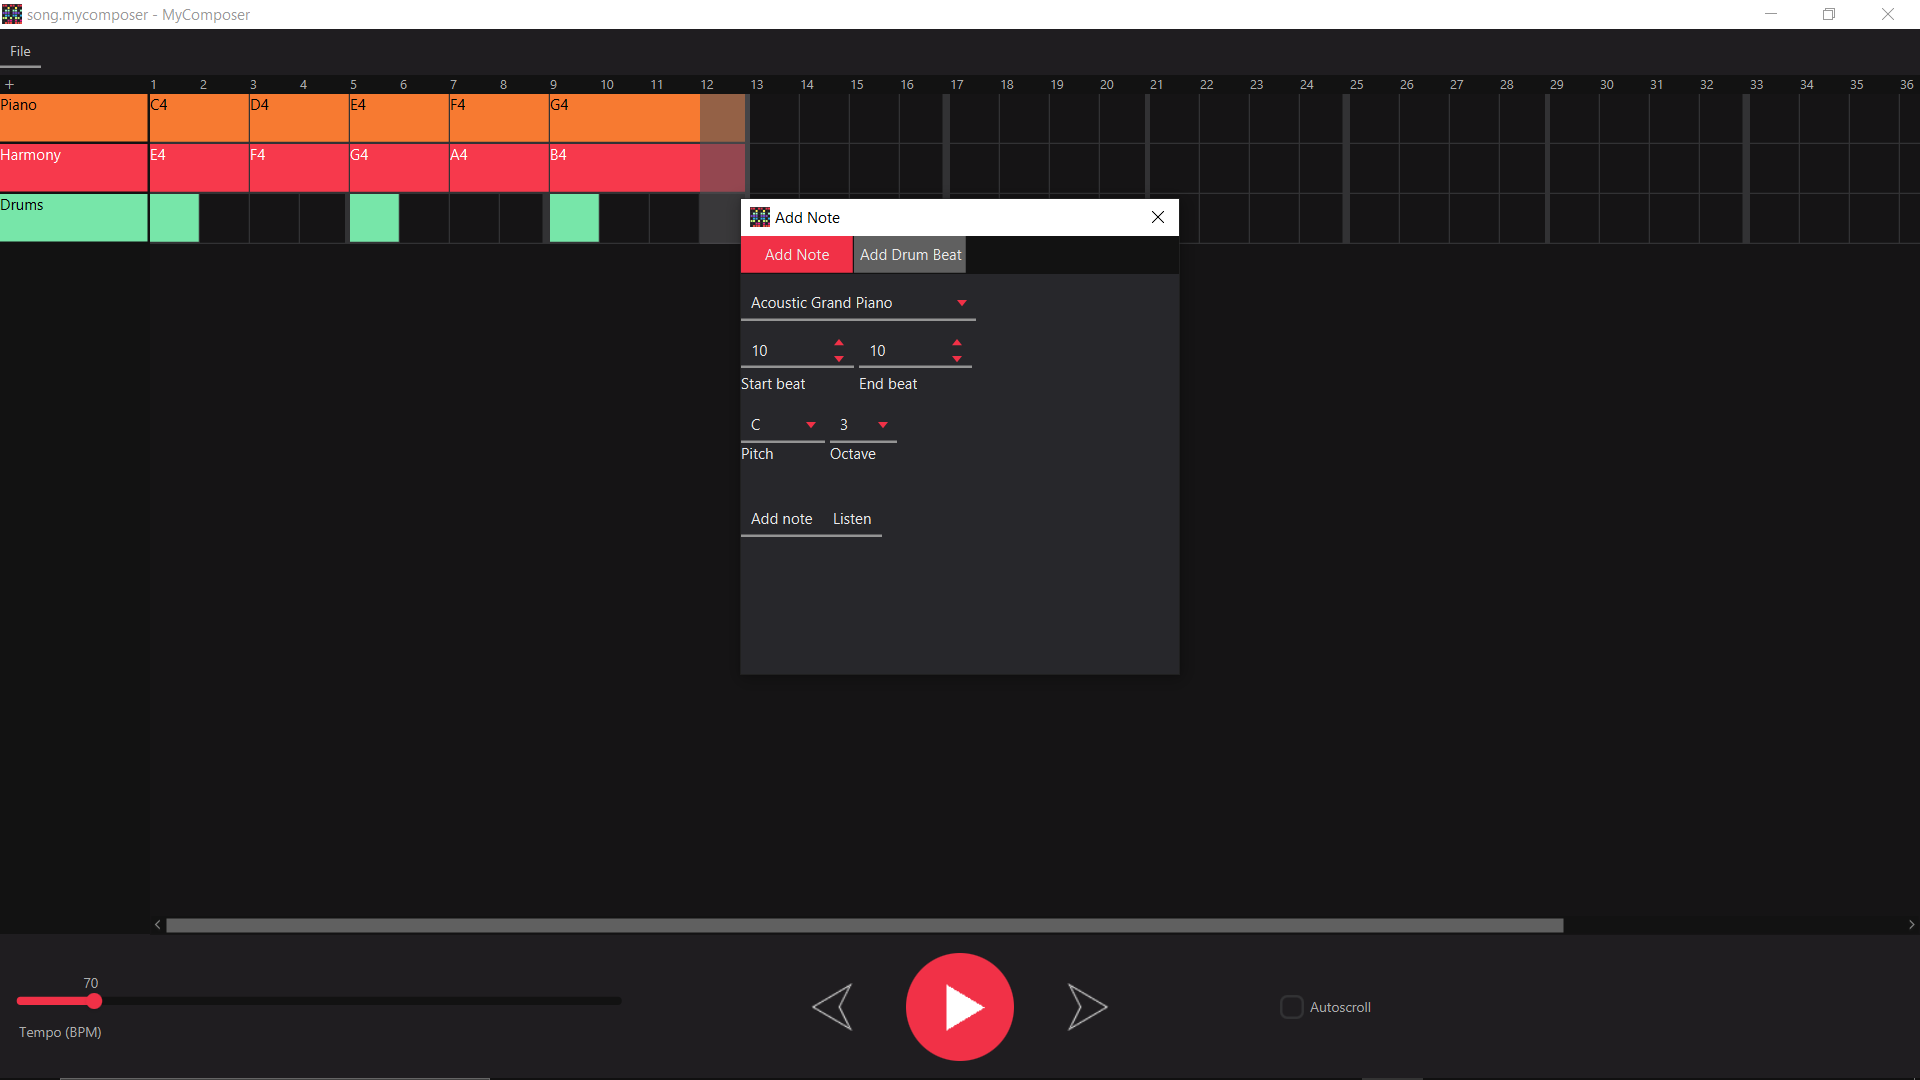 song.mycomposer - MyComposer
File
+ 1 2 3 4 5 6 7 8 9 10 11 12 13 14 15 16 17 18 19 20 21 22 23 24 25 26 27 28 29 30 31 32 33 34 35 36
Piano C4 D4 E4 F4 G4
Harmony E4 F4 G4 A4 B4
Drums
Add Note
Add Note Add Drum Beat
Acoustic Grand Piano
10 10
Start beat End beat
C 3
Pitch Octave
Add note Listen
70
Tempo (BPM)
Autoscroll